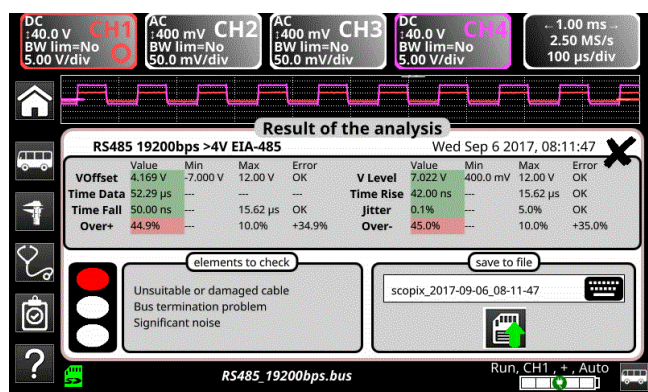 DC
↕40.0 V CH1
BW lim=No
5.00 V/div
AC
↕400 mV CH2
BW lim=No
50.0 mV/div
AC
↕400 mV CH3
BW lim=No
50.0 mV/div
DC
↕40.0 V CH4
BW lim=No
5.00 V/div
←1.00 ms→
2.50 MS/s
100 µs/div
Result of the analysis
RS485 19200bps >4V EIA-485 Wed Sep 6 2017, 08:11:47
Value Min Max Error Value Min Max Error
VOffset 4.169 V -7.000 V 12.00 V OK V Level 7.022 V 400.0 mV 12.00 V OK
Time Data 52.29 µs --- --- --- Time Rise 42.00 ns --- 15.62 µs OK
Time Fall 50.00 ns --- 15.62 µs OK Jitter 0.1% --- 5.0% OK
Over+ 44.9% --- 10.0% +34.9% Over- 45.0% --- 10.0% +35.0%
elements to check
Unsuitable or damaged cable
Bus termination problem
Significant noise
save to file
scopix_2017-09-06_08-11-47
?
RS485_19200bps.bus
Run, CH1 , + , Auto